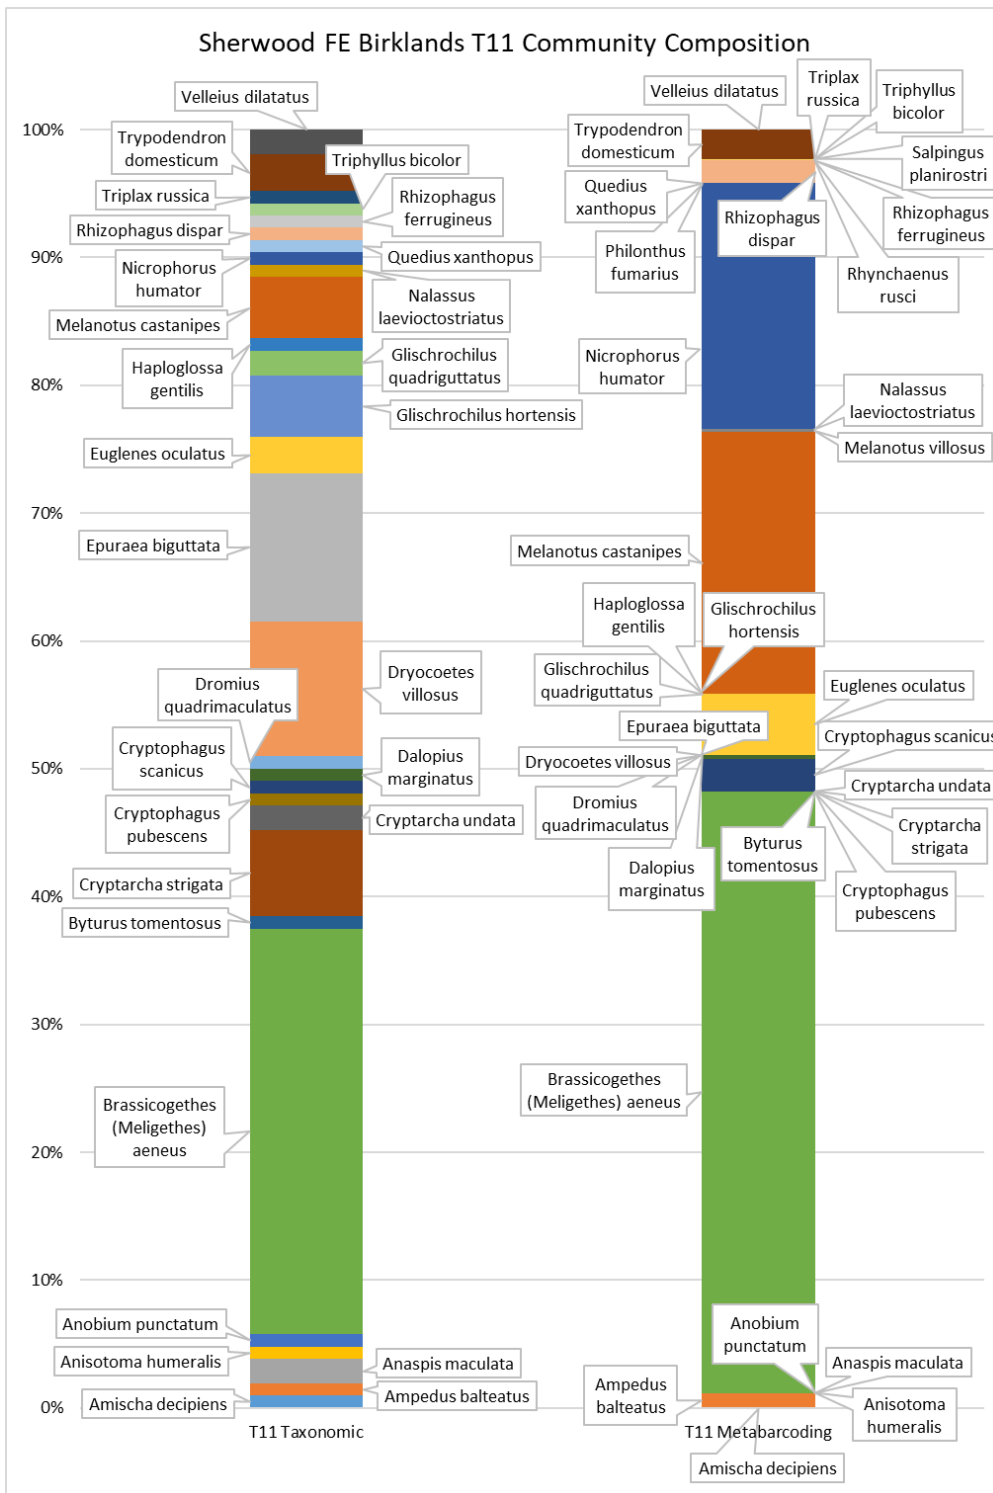 Sherwood FE Birklands T11 Community Composition
Velleius dilatatus
100%
Trypodendron
domesticum
Triphyllus bicolor
Triplax russica
Rhizophagus
ferrugineus
Rhizophagus dispar
Quedius xanthopus
90%
Nicrophorus
humator
Nalassus
laevioctostriatus
Melanotus castanipes
Haploglossa
gentilis
Glischrochilus
quadriguttatus
80%
Glischrochilus hortensis
Euglenes oculatus
70%
Epuraea biguttata
60%
Dryocoetes
villosus
Dromius
quadrimaculatus
Cryptophagus
scanicus
Dalopius
marginatus
50%
Cryptophagus
pubescens
Cryptarcha undata
Cryptarcha strigata
40%
Byturus tomentosus
30%
Brassicogethes
(Meligethes)
aeneus
20%
10%
Anobium punctatum
Anisotoma humeralis
Anaspis maculata
Amischa decipiens
Ampedus balteatus
0%
T11 Taxonomic
Velleius dilatatus
Triplax
russica
Triphyllus
bicolor
Trypodendron
domesticum
Salpingus
planirostri
Quedius
xanthopus
Rhizophagus
dispar
Rhizophagus
ferrugineus
Philonthus
fumarius
Rhynchaenus
rusci
Nicrophorus
humator
Nalassus
laevioctostriatus
Melanotus villosus
Melanotus castanipes
Haploglossa
gentilis
Glischrochilus
hortensis
Glischrochilus
quadriguttatus
Euglenes oculatus
Epuraea biguttata
Cryptophagus scanicus
Dryocoetes villosus
Cryptarcha undata
Dromius
quadrimaculatus
Cryptarcha
strigata
Byturus
tomentosus
Dalopius
marginatus
Cryptophagus
pubescens
Brassicogethes
(Meligethes) aeneus
Anobium
punctatum
Anaspis maculata
Ampedus
balteatus
Anisotoma
humeralis
T11 Metabarcoding
Amischa decipiens